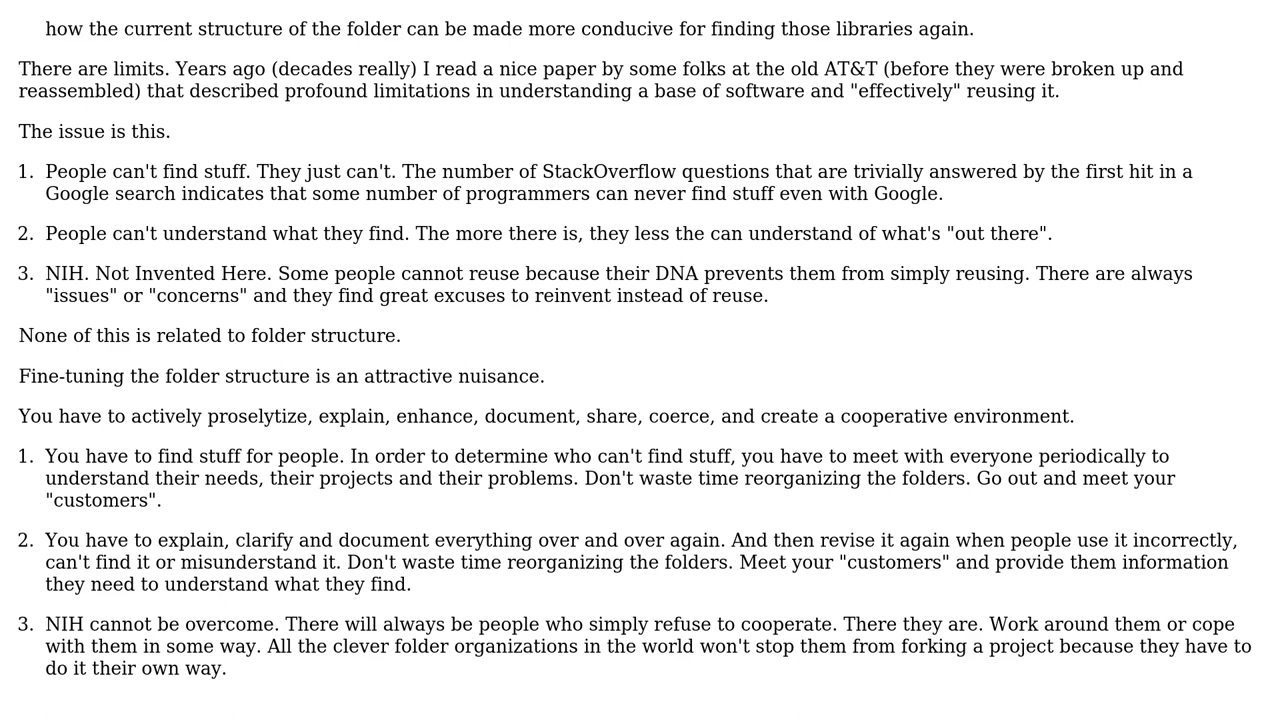 how the current structure of the folder can be made more conducive for finding those libraries again.
There are limits. Years ago (decades really) I read a nice paper by some folks at the old AT&T (before they were broken up and
reassembled) that described profound limitations in understanding a base of software and "effectively" reusing it.
The issue is this.
1. People can't find stuff. They just can't. The number of StackOverflow questions that are trivially answered by the first hit in a
Google search indicates that some number of programmers can never find stuff even with Google.
2. People can't understand what they find. The more there is, they less the can understand of what's "out there".
3. NIH. Not Invented Here. Some people cannot reuse because their DNA prevents them from simply reusing. There are always
"issues" or "concerns" and they find great excuses to reinvent instead of reuse.
None of this is related to folder structure.
Fine-tuning the folder structure is an attractive nuisance.
You have to actively proselytize, explain, enhance, document, share, coerce, and create a cooperative environment.
1. You have to find stuff for people. In order to determine who can't find stuff, you have to meet with everyone periodically to
understand their needs, their projects and their problems. Don't waste time reorganizing the folders. Go out and meet your
"customers".
2. You have to explain, clarify and document everything over and over again. And then revise it again when people use it incorrectly,
can't find it or misunderstand it. Don't waste time reorganizing the folders. Meet your "customers" and provide them information
they need to understand what they find.
3. NIH cannot be overcome. There will always be people who simply refuse to cooperate. There they are. Work around them or cope
with them in some way. All the clever folder organizations in the world won't stop them from forking a project because they have to
do it their own way.